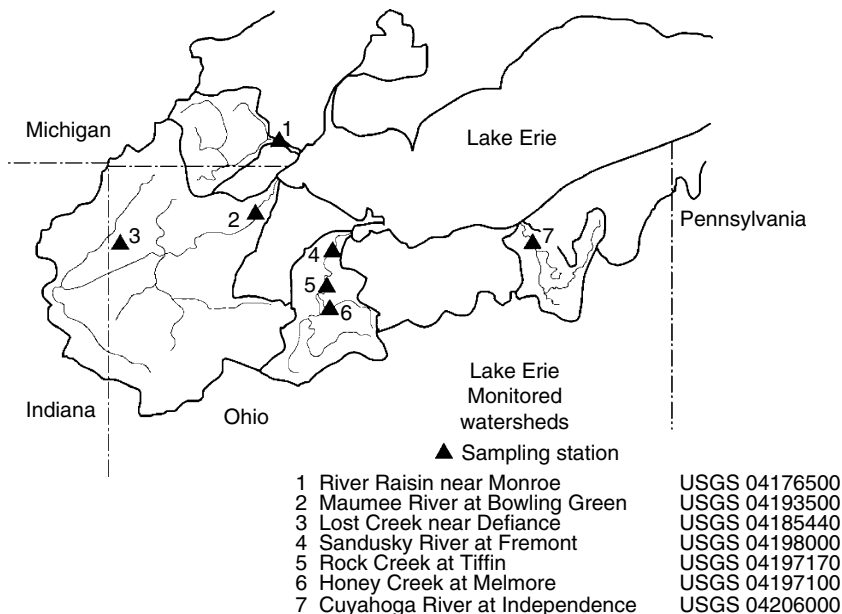 Michigan
1
Lake Erie
2
3
Pennsylvania
4
7
5
6
Indiana
Ohio
Lake Erie
Monitored
watersheds
Sampling station
1 River Raisin near Monroe USGS 04176500
2 Maumee River at Bowling Green USGS 04193500
3 Lost Creek near Defiance USGS 04185440
4 Sandusky River at Fremont USGS 04198000
5 Rock Creek at Tiffin USGS 04197170
6 Honey Creek at Melmore USGS 04197100
7 Cuyahoga River at Independence USGS 04206000